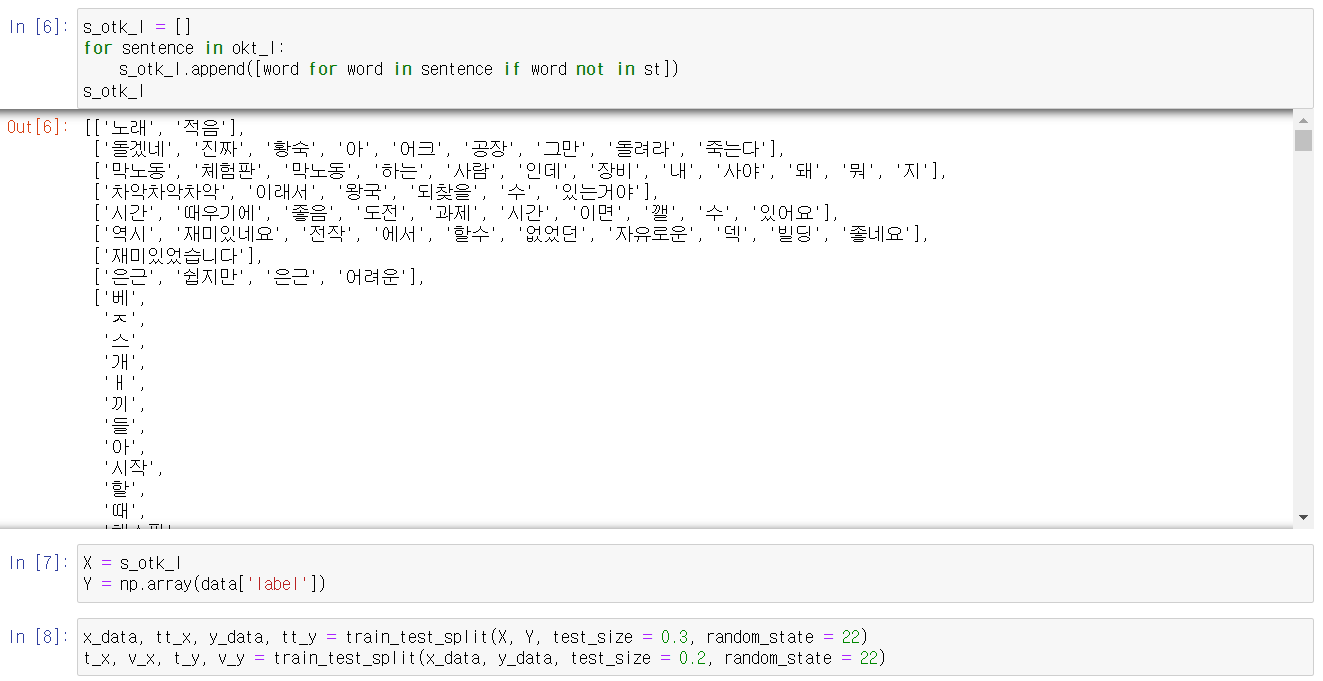 In [6]: s_otk_l = []
for sentence in okt_l:
    s_otk_l.append([word for word in sentence if word not in st])
s_otk_l
Out[6]: [['노래', '적음'],
['돌겠네', '진짜', '황숙', '아', '어크', '공장', '그만', '돌려라', '죽는다'],
['막노동', '체험판', '막노동', '하는', '사람', '인데', '장비', '내', '사야', '돼', '뭐', '지'],
['차악차악차악', '이래서', '왕국', '되찾을', '수', '있는거야'],
['시간', '때우기에', '좋음', '도전', '과제', '시간', '이면', '깰', '수', '있어요'],
['역시', '재미있네요', '전작', '에서', '할수', '없었던', '자유로운', '덱', '빌딩', '좋네요'],
['재미있었습니다'],
['은근', '쉽지만', '은근', '어려운'],
['베',
'ㅈ',
'스',
'개',
'ㅐ',
'끼',
'들',
'아',
'시작',
'할',
'때',
In [7]: X = s_otk_l
Y = np.array(data['label'])
In [8]: x_data, tt_x, y_data, tt_y = train_test_split(X, Y, test_size = 0.3, random_state = 22)
t_x, v_x, t_y, v_y = train_test_split(x_data, y_data, test_size = 0.2, random_state = 22)